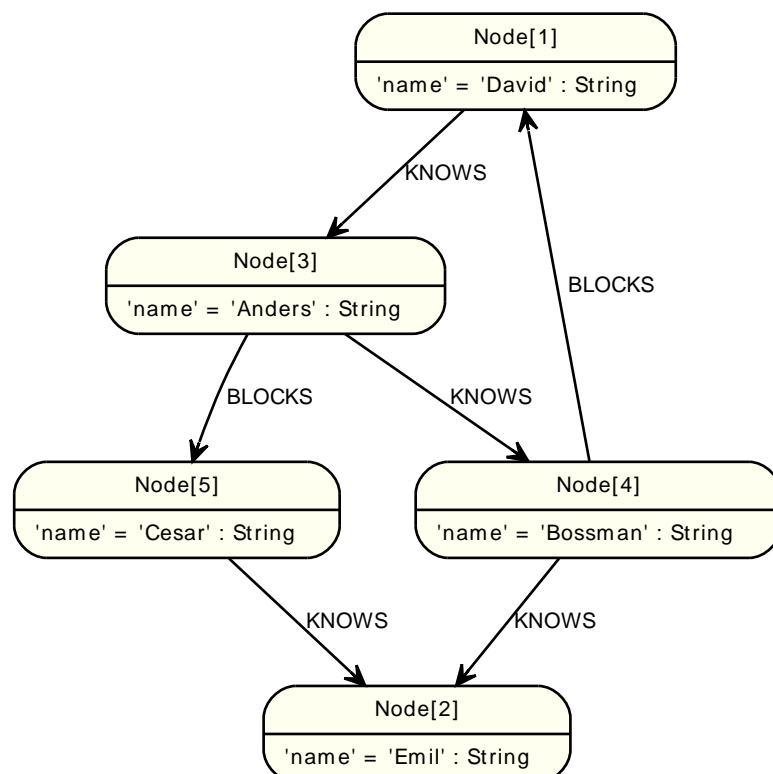 Node[1]
'name' = 'David' : String
KNOWS
Node[3]
'name' = 'Anders' : String
BLOCKS
BLOCKS
KNOWS
Node[5]
'name' = 'Cesar' : String
Node[4]
'name' = 'Bossman' : String
KNOWS
KNOWS
Node[2]
'name' = 'Emil' : String